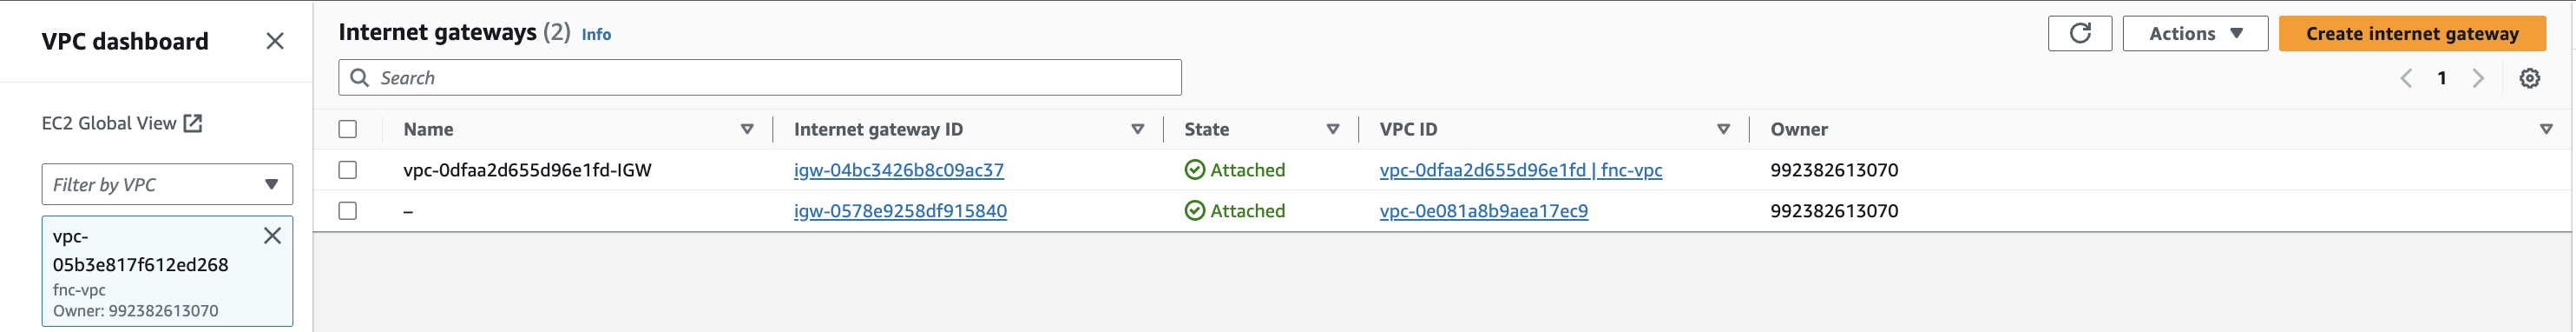 VPC dashboard
EC2 Global View
Filter by VPC
vpc-
05b3e817f612ed268
fnc-vpc
Owner: 992382613070
Internet gateways (2) Info
Actions
Create internet gateway
Search
1
Name Internet gateway ID State VPC ID Owner
vpc-0dfaa2d655d96e1fd-IGW igw-04bc3426b8c09ac37 Attached vpc-0dfaa2d655d96e1fd | fnc-vpc 992382613070
– igw-0578e9258df915840 Attached vpc-0e081a8b9aea17ec9 992382613070